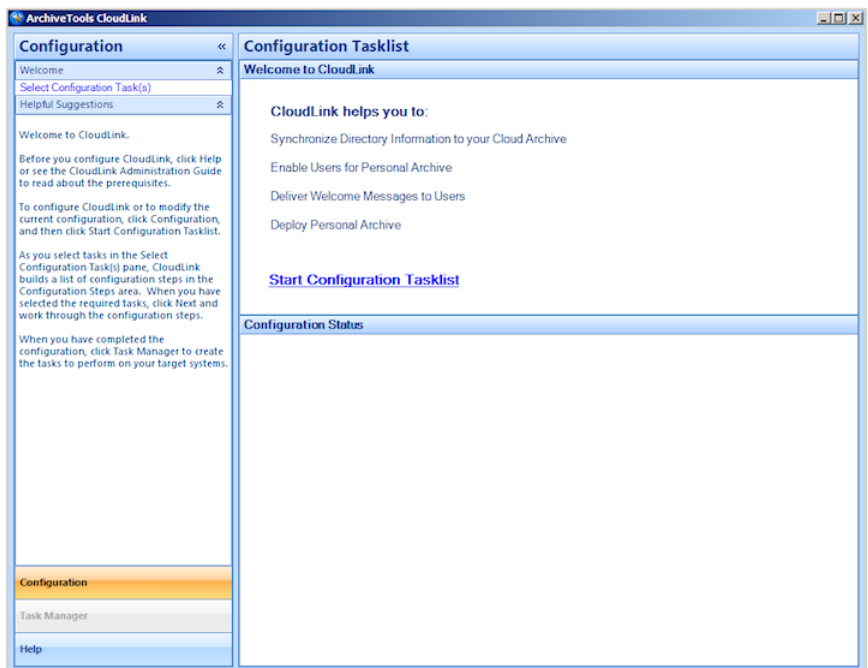 ArchiveTools CloudLink
Configuration «
Welcome
Select Configuration Task(s)
Helpful Suggestions
Welcome to CloudLink.
Before you configure CloudLink, click Help
or see the CloudLink Administration Guide
to read about the prerequisites.
To configure CloudLink or to modify the
current configuration, click Configuration,
and then click Start Configuration Tasklist.
As you select tasks in the Select
Configuration Task(s) pane, CloudLink
builds a list of configuration steps in the
Configuration Steps area. When you have
selected the required tasks, click Next and
work through the configuration steps.
When you have completed the
configuration, click Task Manager to create
the tasks to perform on your target systems.
Configuration
Task Manager
Help
Configuration Tasklist
Welcome to CloudLink
CloudLink helps you to:
Synchronize Directory Information to your Cloud Archive
Enable Users for Personal Archive
Deliver Welcome Messages to Users
Deploy Personal Archive
Start Configuration Tasklist
Configuration Status